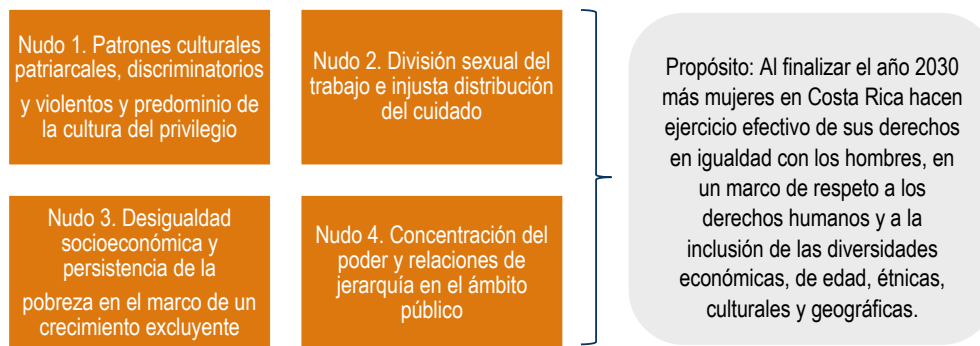 Nudo 1. Patrones culturales
patriarcales, discriminatorios
y violentos y predominio de
la cultura del privilegio
Nudo 2. División sexual del
trabajo e injusta distribución
del cuidado
Nudo 3. Desigualdad
socioeconómica y
persistencia de la
pobreza en el marco de un
crecimiento excluyente
Nudo 4. Concentración del
poder y relaciones de
jerarquía en el ámbito
público
Propósito: Al finalizar el año 2030
más mujeres en Costa Rica hacen
ejercicio efectivo de sus derechos
en igualdad con los hombres, en
un marco de respeto a los
derechos humanos y a la
inclusión de las diversidades
económicas, de edad, étnicas,
culturales y geográficas.